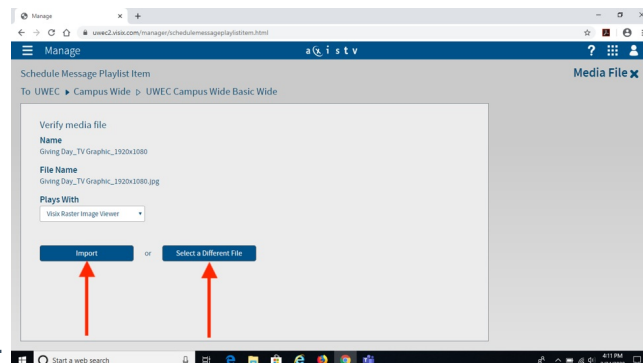 Manage
uwec2.visix.com/manager/schedulemessageplaylistitem.html
Manage
axistv
Schedule Message Playlist Item
Media File
To UWEC ▸ Campus Wide ▹ UWEC Campus Wide Basic Wide
Verify media file
Name
Giving Day_TV Graphic_1920x1080
File Name
Giving Day_TV Graphic_1920x1080.jpg
Plays With
Visix Raster Image Viewer
Import or Select a Different File
Start a web search
4:11 PM